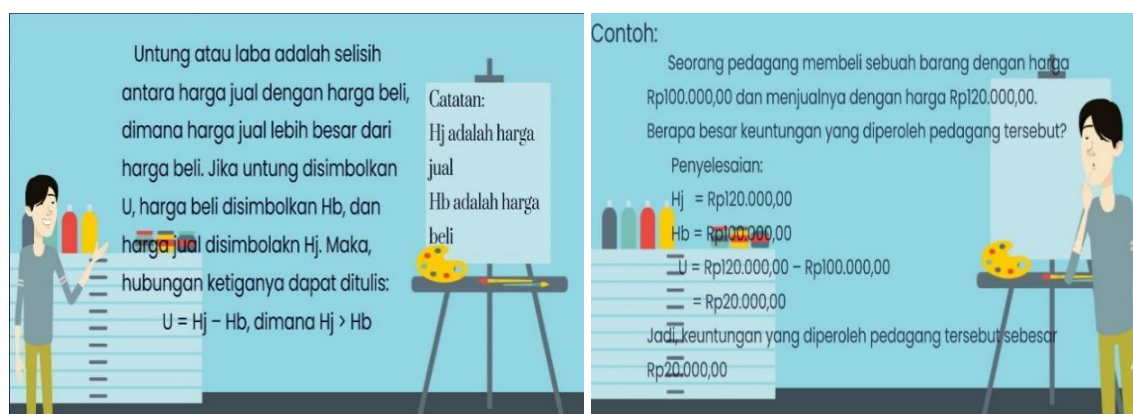 Untung atau laba adalah selisih
antara harga jual dengan harga beli,
dimana harga jual lebih besar dari
harga beli. Jika untung disimbolkan
U, harga beli disimbolkan Hb, dan
harga jual disimbolakn Hj. Maka,
hubungan ketiganya dapat ditulis:
U = Hj – Hb, dimana Hj > Hb
Catatan:
Hj adalah harga
jual
Hb adalah harga
beli
Contoh:
Seorang pedagang membeli sebuah barang dengan harga
Rp100.000,00 dan menjualnya dengan harga Rp120.000,00.
Berapa besar keuntungan yang diperoleh pedagang tersebut?
Penyelesaian:
Hj = Rp120.000,00
Hb = Rp100.000,00
U = Rp120.000,00 – Rp100.000,00
= Rp20.000,00
Jadi, keuntungan yang diperoleh pedagang tersebut sebesar
Rp20.000,00